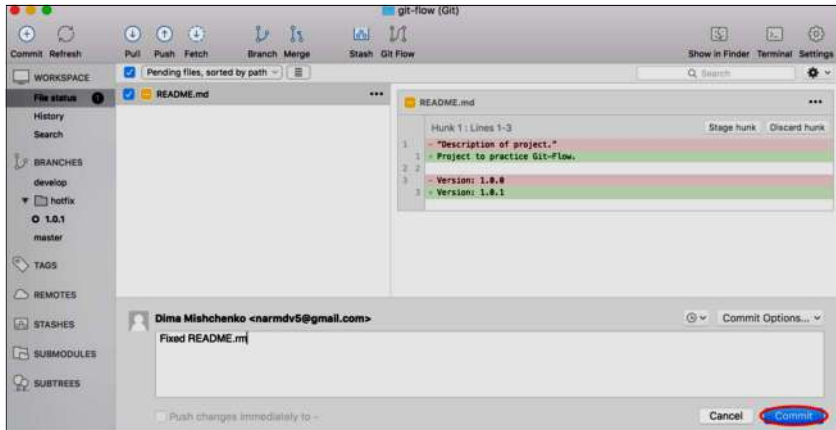 git-flow (Git)
Commit Refresh Pull Push Fetch Branch Merge Stash Git Flow Show in Finder Terminal Settings
WORKSPACE
File status 1
History
Search
BRANCHES
develop
hotfix
1.0.1
master
TAGS
REMOTES
STASHES
SUBMODULES
SUBTREES
Pending files, sorted by path
Search
README.md
README.md
Hunk 1 : Lines 1-3 Stage hunk Discard hunk
1 - "Description of project."
1 + Project to practice Git-Flow.
2 2
3 - Version: 1.0.0
3 + Version: 1.0.1
Dima Mishchenko <narmdv5@gmail.com>
Commit Options...
Fixed README.rm
Push changes immediately to -
Cancel Commit